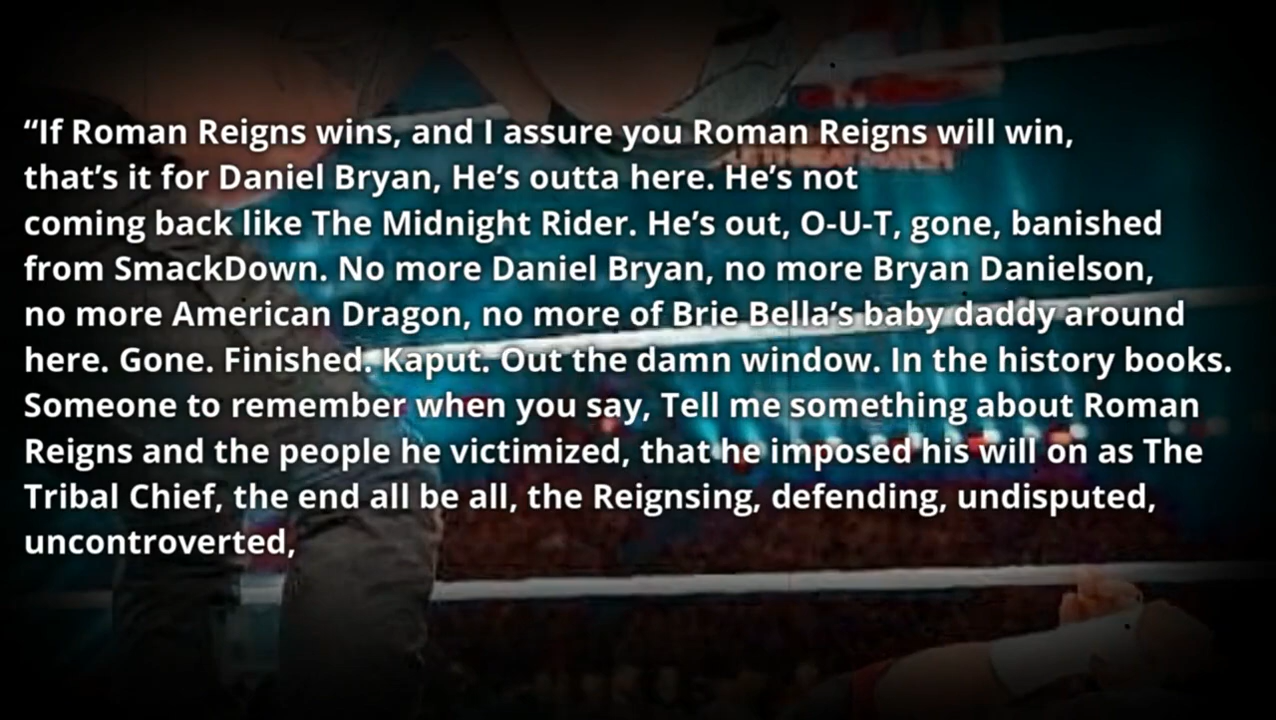 “If Roman Reigns wins, and I assure you Roman Reigns will win,
that’s it for Daniel Bryan, He’s outta here. He’s not
coming back like The Midnight Rider. He’s out, O-U-T, gone, banished
from SmackDown. No more Daniel Bryan, no more Bryan Danielson,
no more American Dragon, no more of Brie Bella’s baby daddy around
here. Gone. Finished. Kaput. Out the damn window. In the history books.
Someone to remember when you say, Tell me something about Roman
Reigns and the people he victimized, that he imposed his will on as The
Tribal Chief, the end all be all, the Reignsing, defending, undisputed,
uncontroverted,